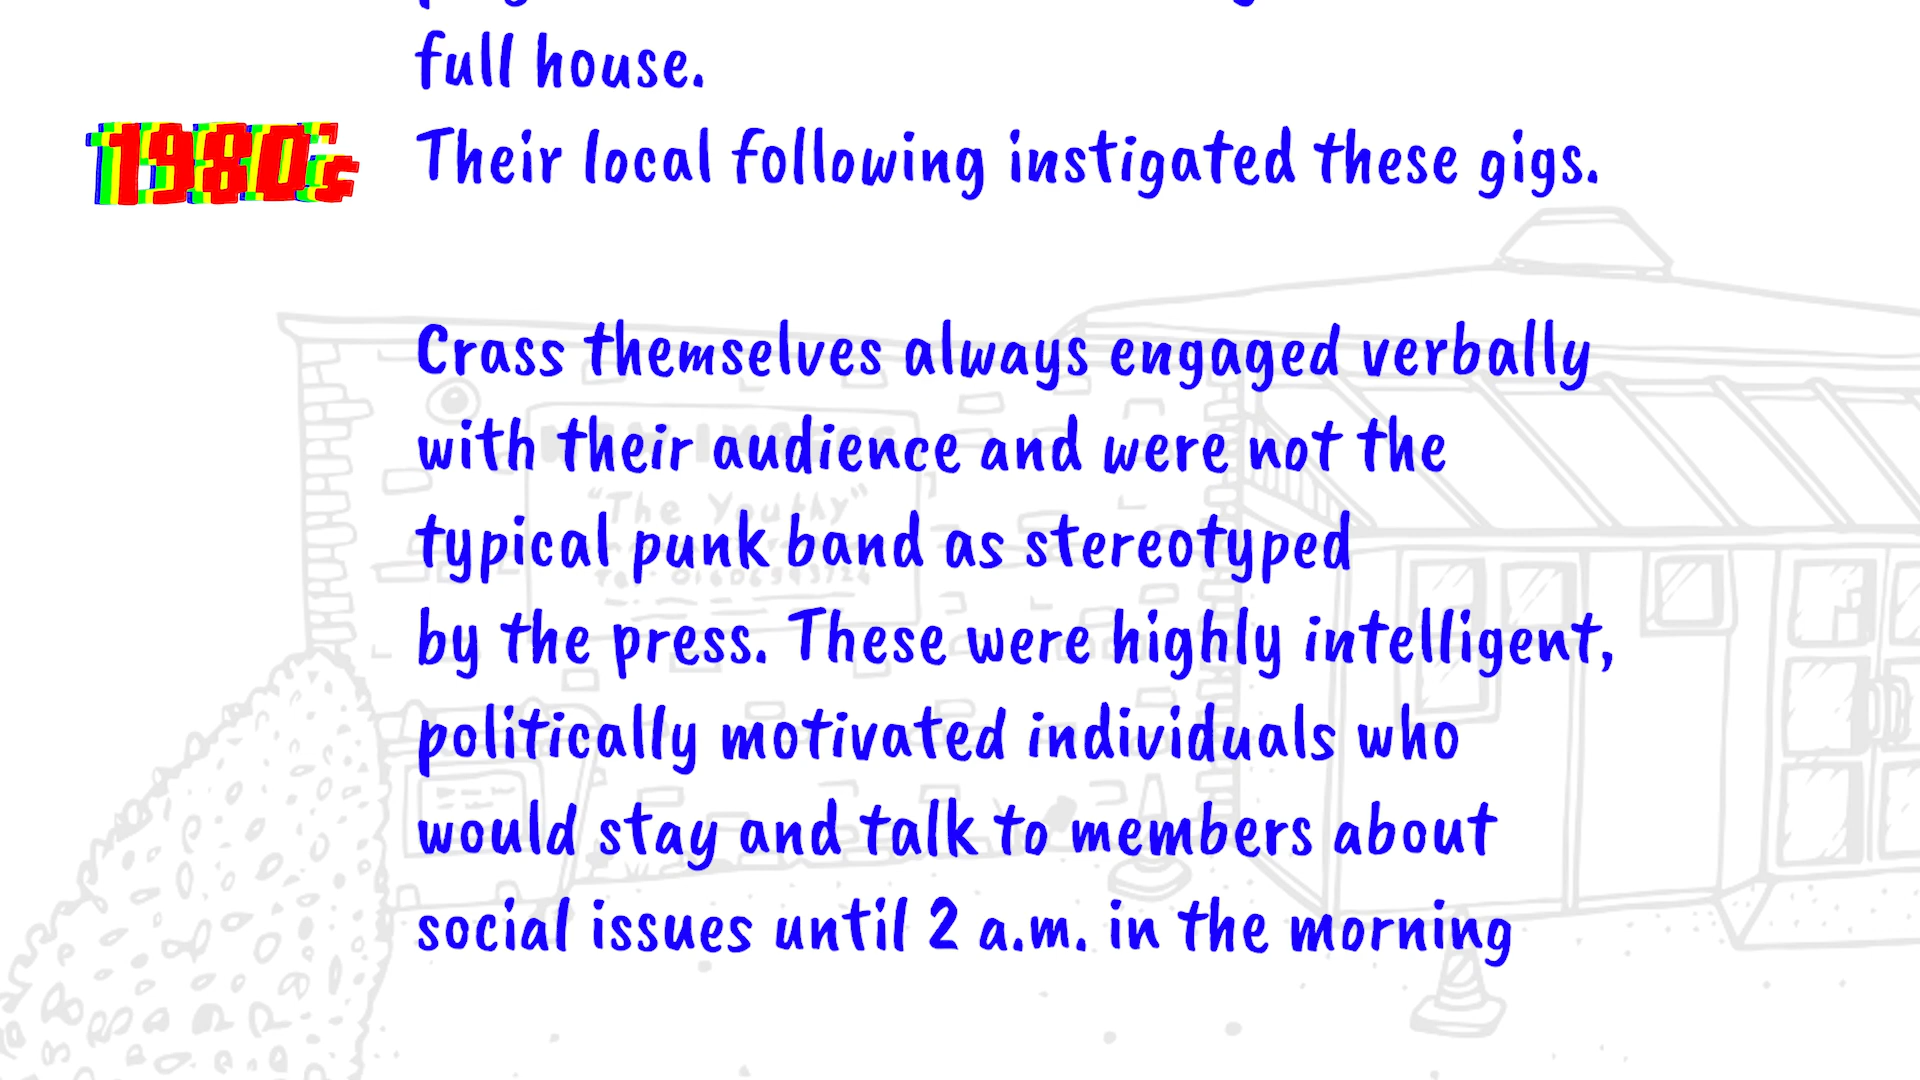 full house.
1980's
Their local following instigated these gigs.
Crass themselves always engaged verbally
with their audience and were not the
typical punk band as stereotyped
by the press. These were highly intelligent,
politically motivated individuals who
would stay and talk to members about
social issues until 2 a.m. in the morning
"The Youthy"